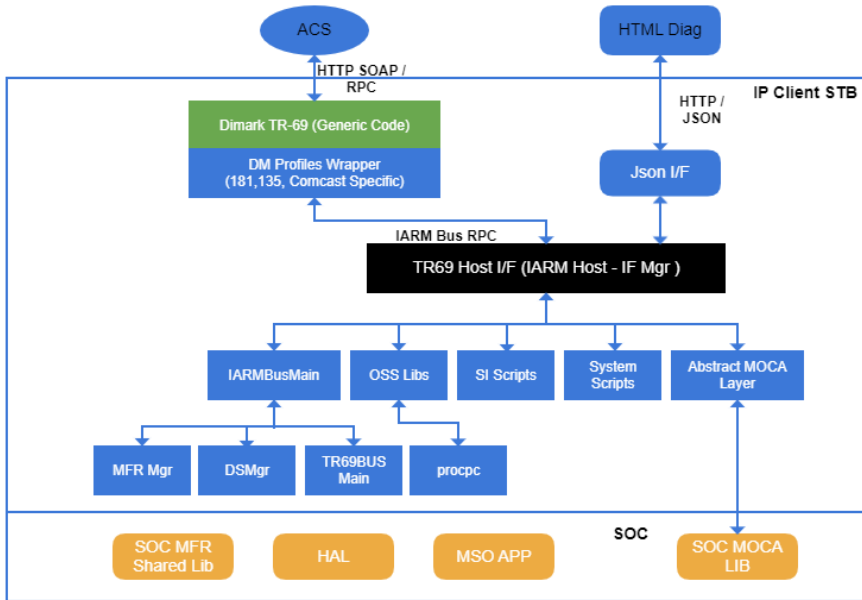 ACS
HTML Diag
HTTP SOAP /
RPC
IP Client STB
HTTP /
JSON
Dimark TR-69 (Generic Code)
DM Profiles Wrapper
(181,135, Comcast Specific)
Json I/F
IARM Bus RPC
TR69 Host I/F (IARM Host - IF Mgr )
IARMBusMain
OSS Libs
SI Scripts
System
Scripts
Abstract MOCA
Layer
MFR Mgr
DSMgr
TR69BUS
Main
procpc
SOC
SOC MFR
Shared Lib
HAL
MSO APP
SOC MOCA
LIB